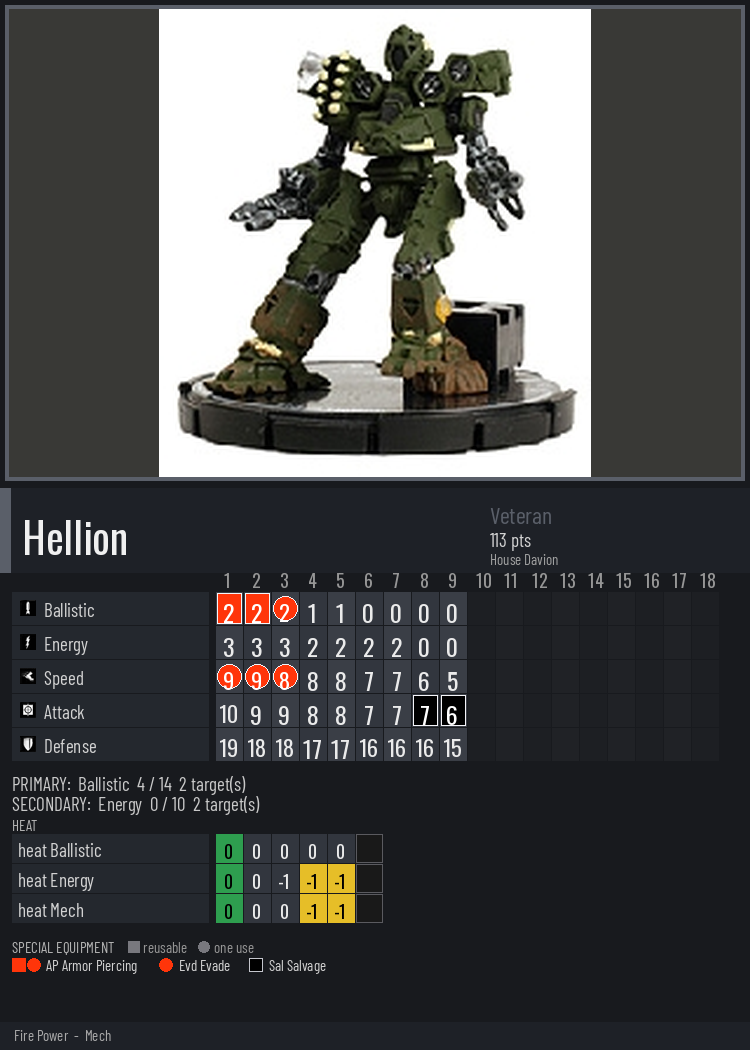 Hellion
Veteran
113 pts
House Davion
1 2 3 4 5 6 7 8 9 10 11 12 13 14 15 16 17 18
Ballistic 2 2 2 1 1 0 0 0 0
Energy 3 3 3 2 2 2 2 0 0
Speed 9 9 8 8 8 7 7 6 5
Attack 10 9 9 8 8 7 7 7 6
Defense 19 18 18 17 17 16 16 16 15
PRIMARY: Ballistic 4 / 14 2 target(s)
SECONDARY: Energy 0 / 10 2 target(s)
HEAT
heat Ballistic 0 0 0 0 0
heat Energy 0 0 -1 -1 -1
heat Mech 0 0 0 -1 -1
SPECIAL EQUIPMENT reusable one use
AP Armor Piercing Evd Evade Sal Salvage
Fire Power - Mech